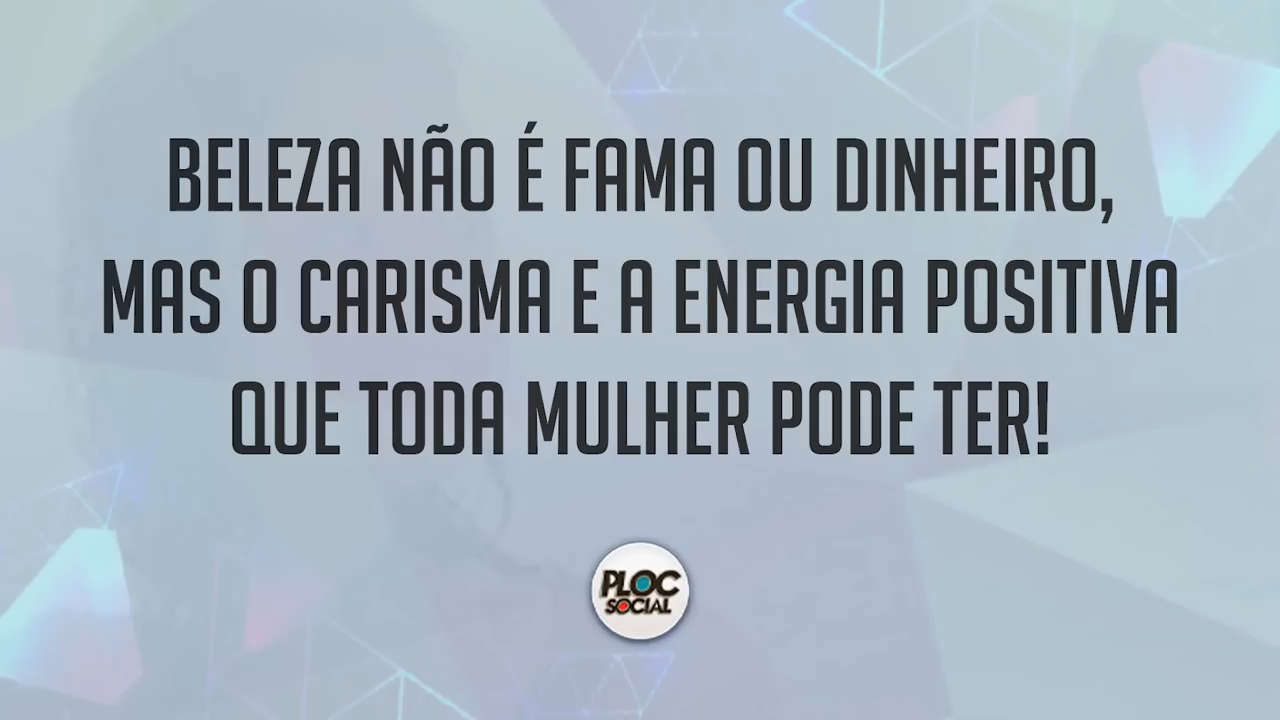 BELEZA NÃO É FAMA OU DINHEIRO,
MAS O CARISMA E A ENERGIA POSITIVA
QUE TODA MULHER PODE TER!
PLOC
SOCIAL